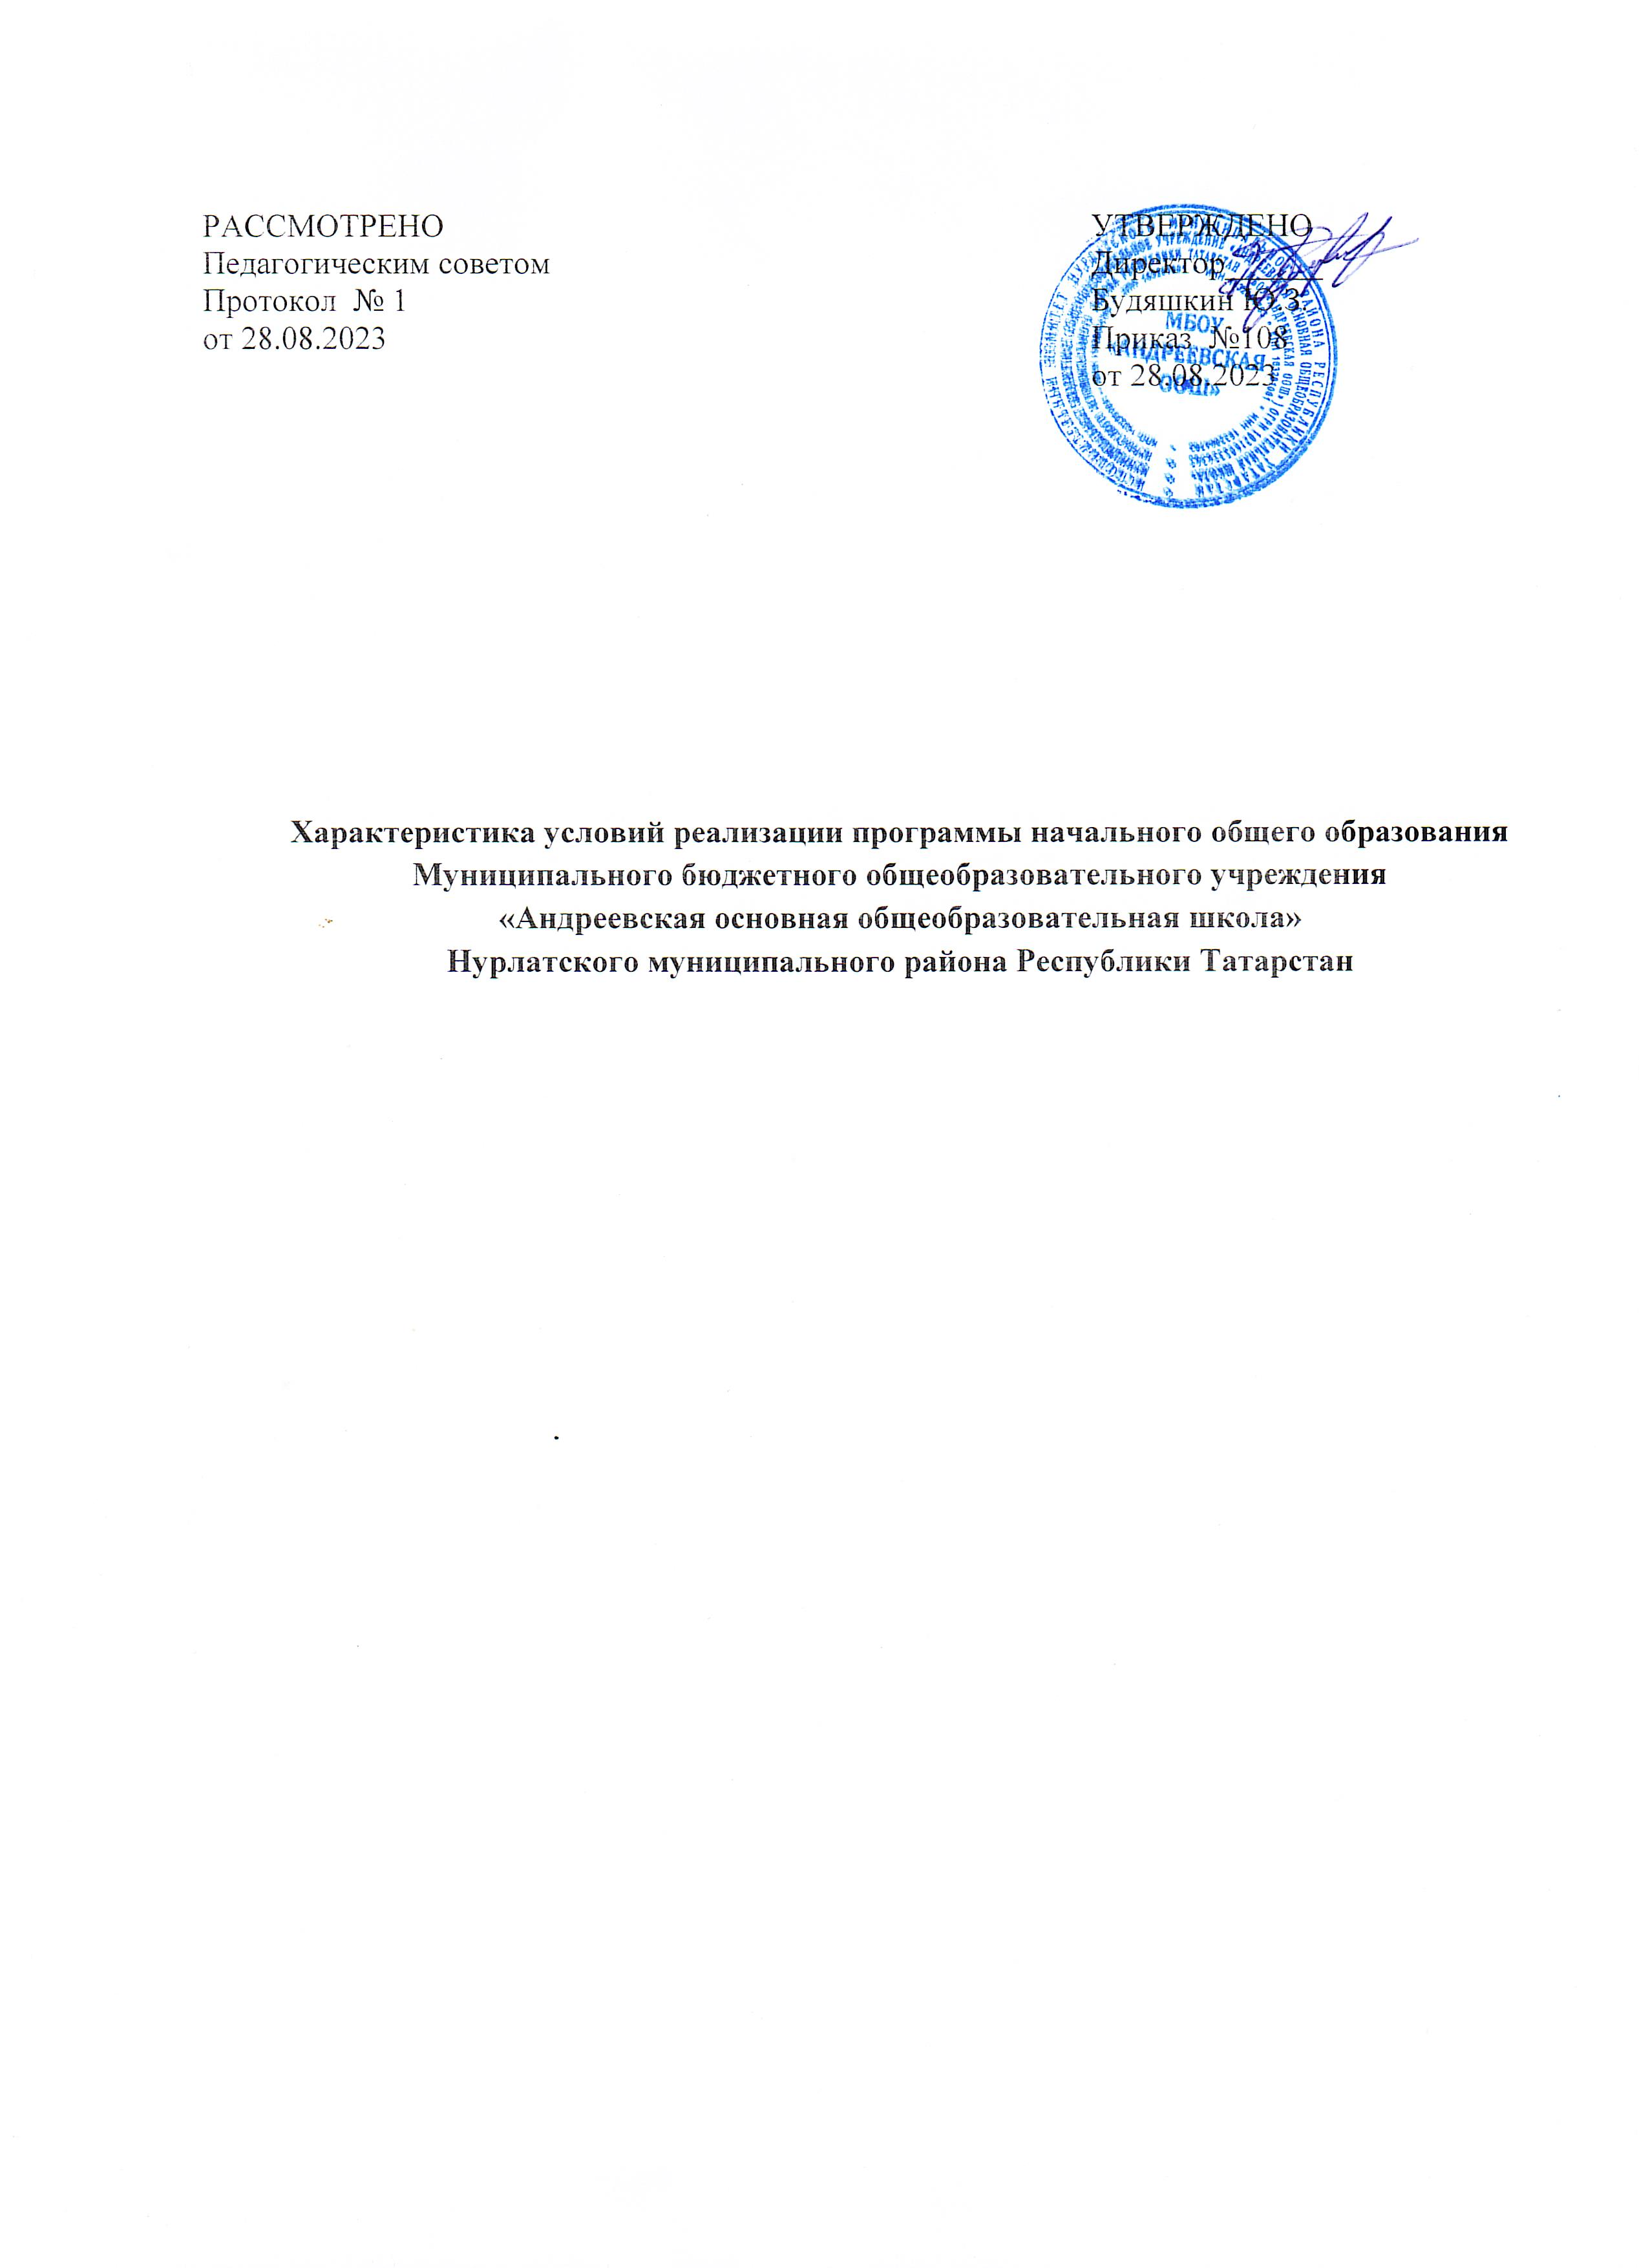 РАССМОТРЕНО
Педагогическим советом
Протокол № 1
от 28.08.2023
УТВЕРЖДЕНО
Директор______
Будяшкин Ю.З.
Приказ №108
от 28.08.2023
МБОУ
«АНДРЕЕВСКАЯ
ООШ»
Характеристика условий реализации программы начального общего образования
Муниципального бюджетного общеобразовательного учреждения
«Андреевская основная общеобразовательная школа»
Нурлатского муниципального района Республики Татарстан